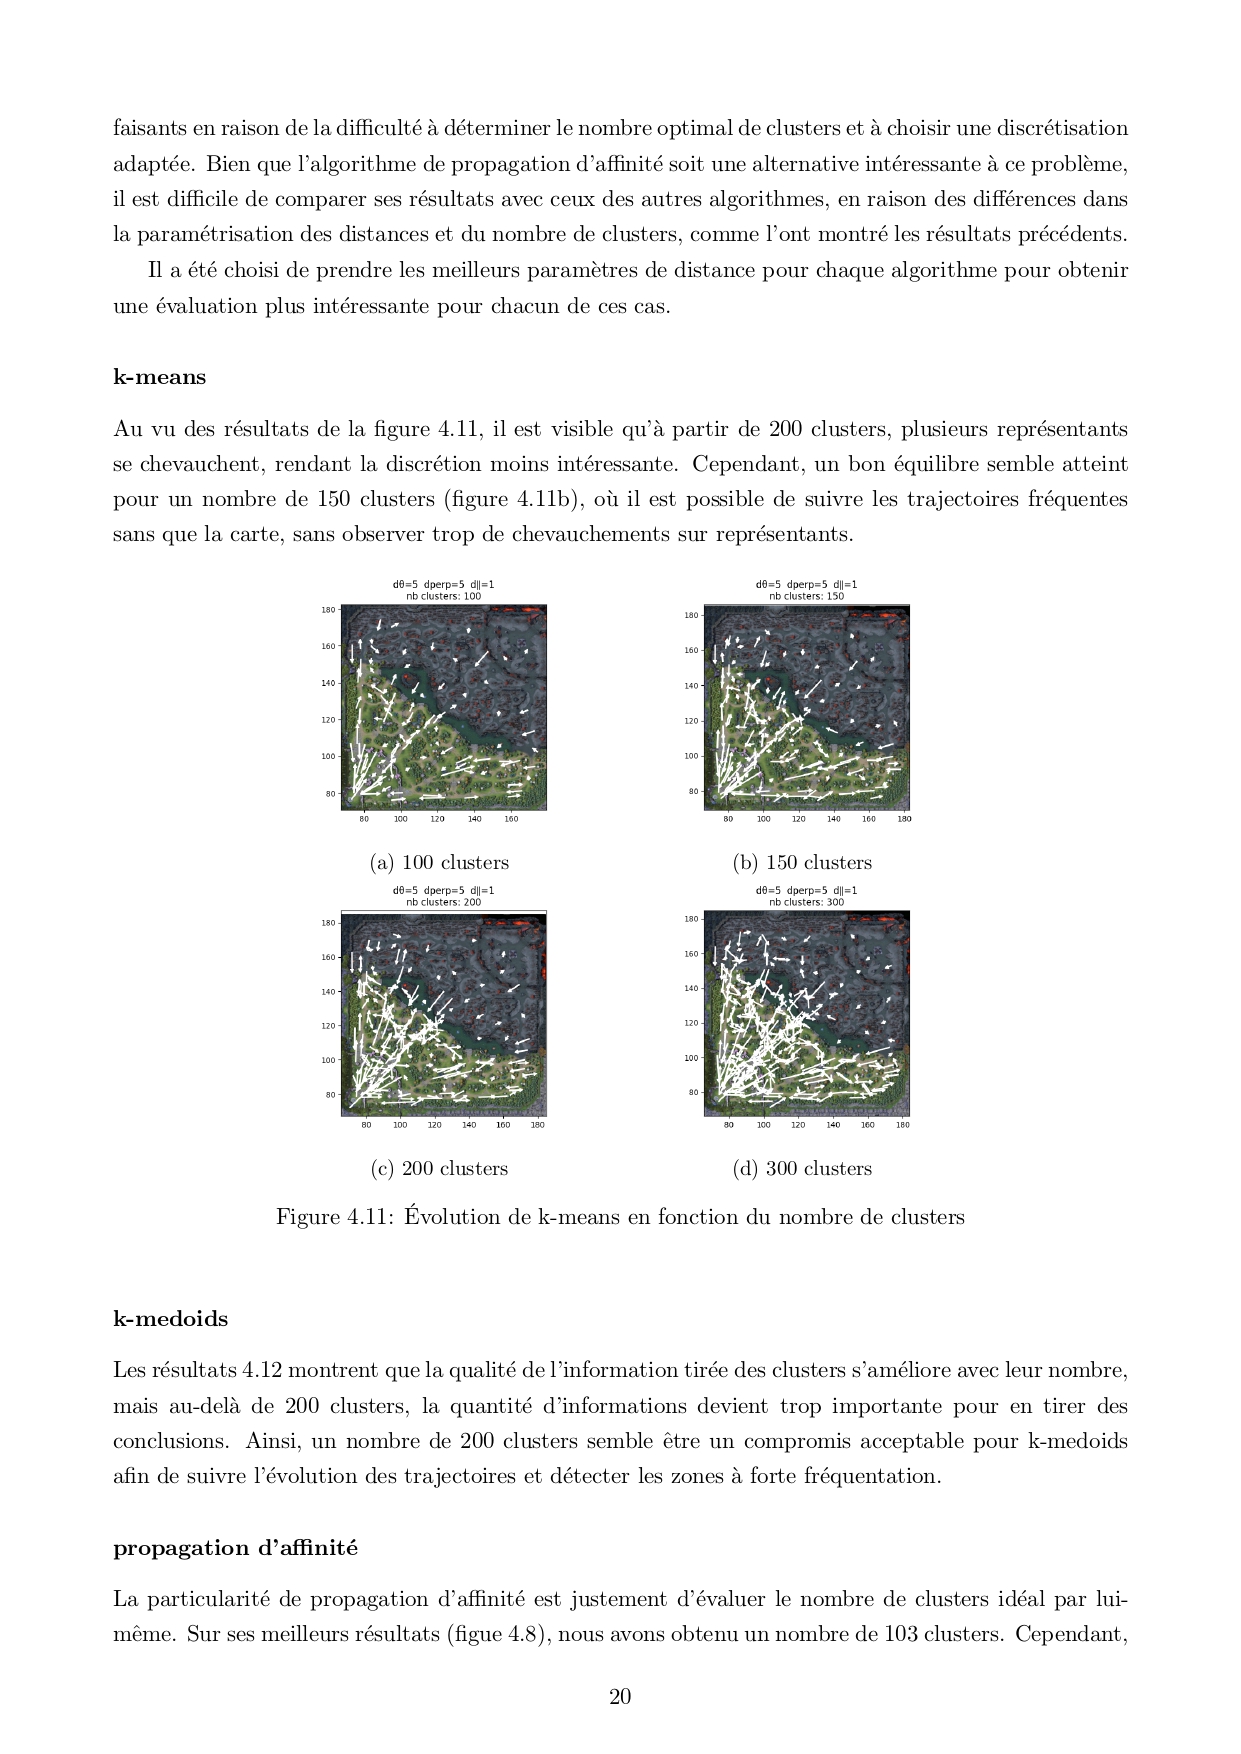 faisants en raison de la difficulté à déterminer le nombre optimal de clusters et à choisir une discrétisation
adaptée. Bien que l'algorithme de propagation d'affinité soit une alternative intéressante à ce problème,
il est difficile de comparer ses résultats avec ceux des autres algorithmes, en raison des différences dans
la paramétrisation des distances et du nombre de clusters, comme l'ont montré les résultats précédents.
Il a été choisi de prendre les meilleurs paramètres de distance pour chaque algorithme pour obtenir
une évaluation plus intéressante pour chacun de ces cas.
k-means
Au vu des résultats de la figure 4.11, il est visible qu'à partir de 200 clusters, plusieurs représentants
se chevauchent, rendant la discrétion moins intéressante. Cependant, un bon équilibre semble atteint
pour un nombre de 150 clusters (figure 4.11b), où il est possible de suivre les trajectoires fréquentes
sans que la carte, sans observer trop de chevauchements sur représentants.
dθ=5 dperp=5 d||=1
nb clusters: 100
180
160
140
120
100
80
80 100 120 140 160
(a) 100 clusters
dθ=5 dperp=5 d||=1
nb clusters: 150
180
160
140
120
100
80
80 100 120 140 160 180
(b) 150 clusters
dθ=5 dperp=5 d||=1
nb clusters: 200
180
160
140
120
100
80
80 100 120 140 160 180
(c) 200 clusters
dθ=5 dperp=5 d||=1
nb clusters: 300
180
160
140
120
100
80
80 100 120 140 160 180
(d) 300 clusters
Figure 4.11: Évolution de k-means en fonction du nombre de clusters
k-medoids
Les résultats 4.12 montrent que la qualité de l'information tirée des clusters s'améliore avec leur nombre,
mais au-delà de 200 clusters, la quantité d'informations devient trop importante pour en tirer des
conclusions. Ainsi, un nombre de 200 clusters semble être un compromis acceptable pour k-medoids
afin de suivre l'évolution des trajectoires et détecter les zones à forte fréquentation.
propagation d'affinité
La particularité de propagation d'affinité est justement d'évaluer le nombre de clusters idéal par lui-
même. Sur ses meilleurs résultats (figue 4.8), nous avons obtenu un nombre de 103 clusters. Cependant,
20